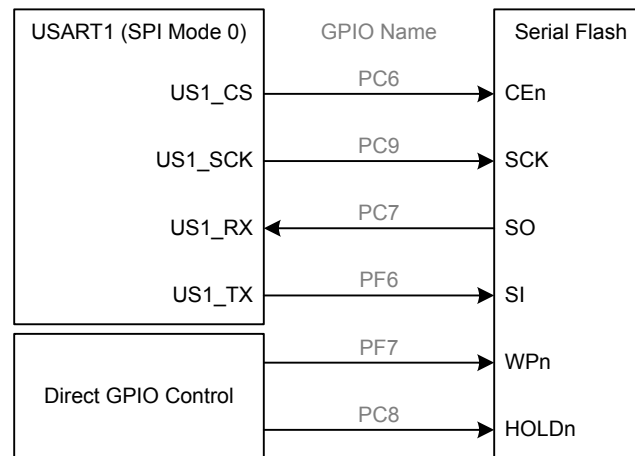 USART1 (SPI Mode 0) GPIO Name Serial Flash
US1_CS PC6 CEn
US1_SCK PC9 SCK
US1_RX PC7 SO
US1_TX PF6 SI
PF7 WPn
Direct GPIO Control
PC8 HOLDn